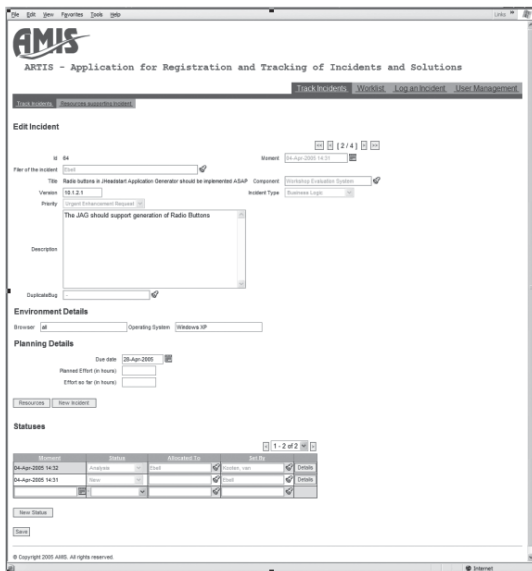 File Edit View Favorites Tools Help Links
AMIS
ARTIS - Application for Registration and Tracking of Incidents and Solutions
Track Incidents Worklist Log an Incident User Management
Track Incidents Resources supporting Incident
Edit Incident
<< < [ 2 / 4 ] > >>
Id 64 Moment 04-Apr-2005 14:31
Filer of the incident Ebell
Title Radio buttons in JHeadstart Application Generator should be implemented ASAP Component Workshop Evaluation System
Version 10.1.2.1 Incident Type Business Logic
Priority Urgent Enhancement Request
Description The JAG should support generation of Radio Buttons
DuplicateBug -
Environment Details
Browser all Operating System Windows XP
Planning Details
Due date 28-Apr-2005
Planned Effort (in hours)
Effort so far (in hours)
Resources New Incident
Statuses
< 1 - 2 of 2 >
Moment Status Allocated To Set By
04-Apr-2005 14:32 Analysis Ebell Kooten, van Details
04-Apr-2005 14:31 New Ebell Details
New Status
Save
© Copyright 2005 AMIS. All rights reserved.
Internet